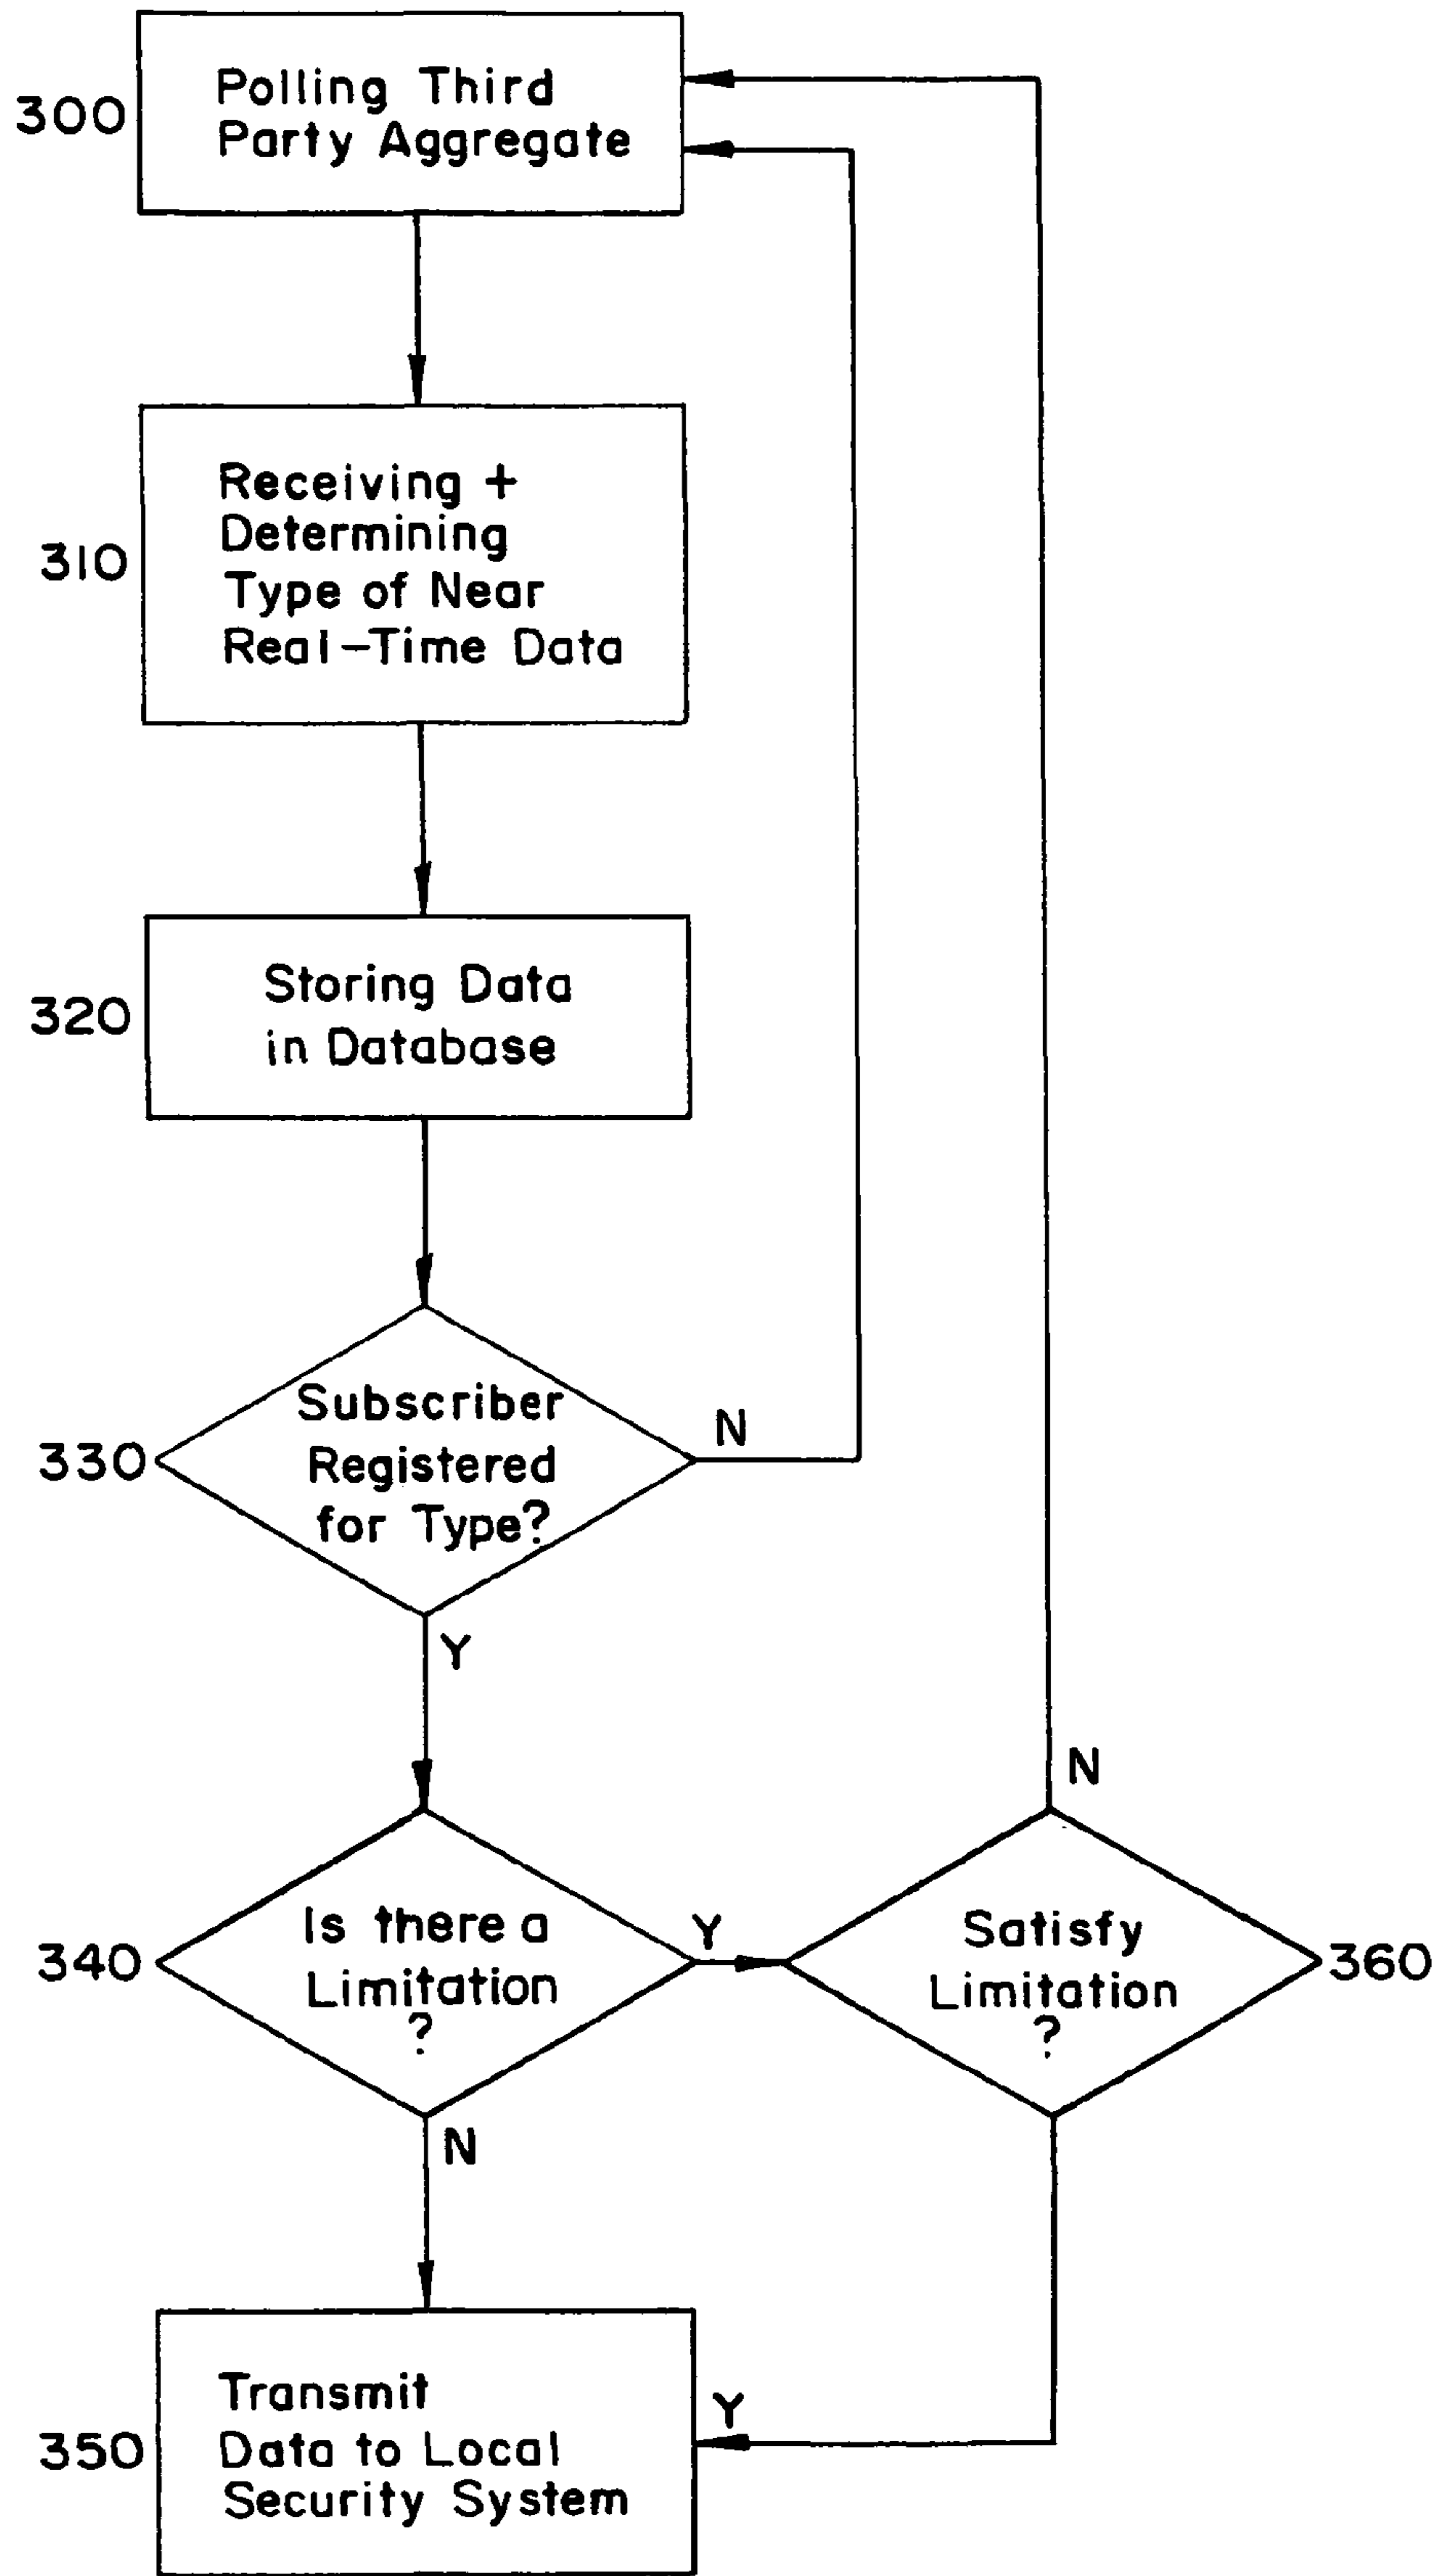 300
Polling Third
Party Aggregate
310
Receiving +
Determining
Type of Near
Real-Time Data
320
Storing Data
in Database
330
Subscriber
Registered
for Type?
N
Y
340
Is there a
Limitation
?
Y
N
Satisfy
Limitation
?
360
N
350
Transmit
Data to Local
Security System
Y